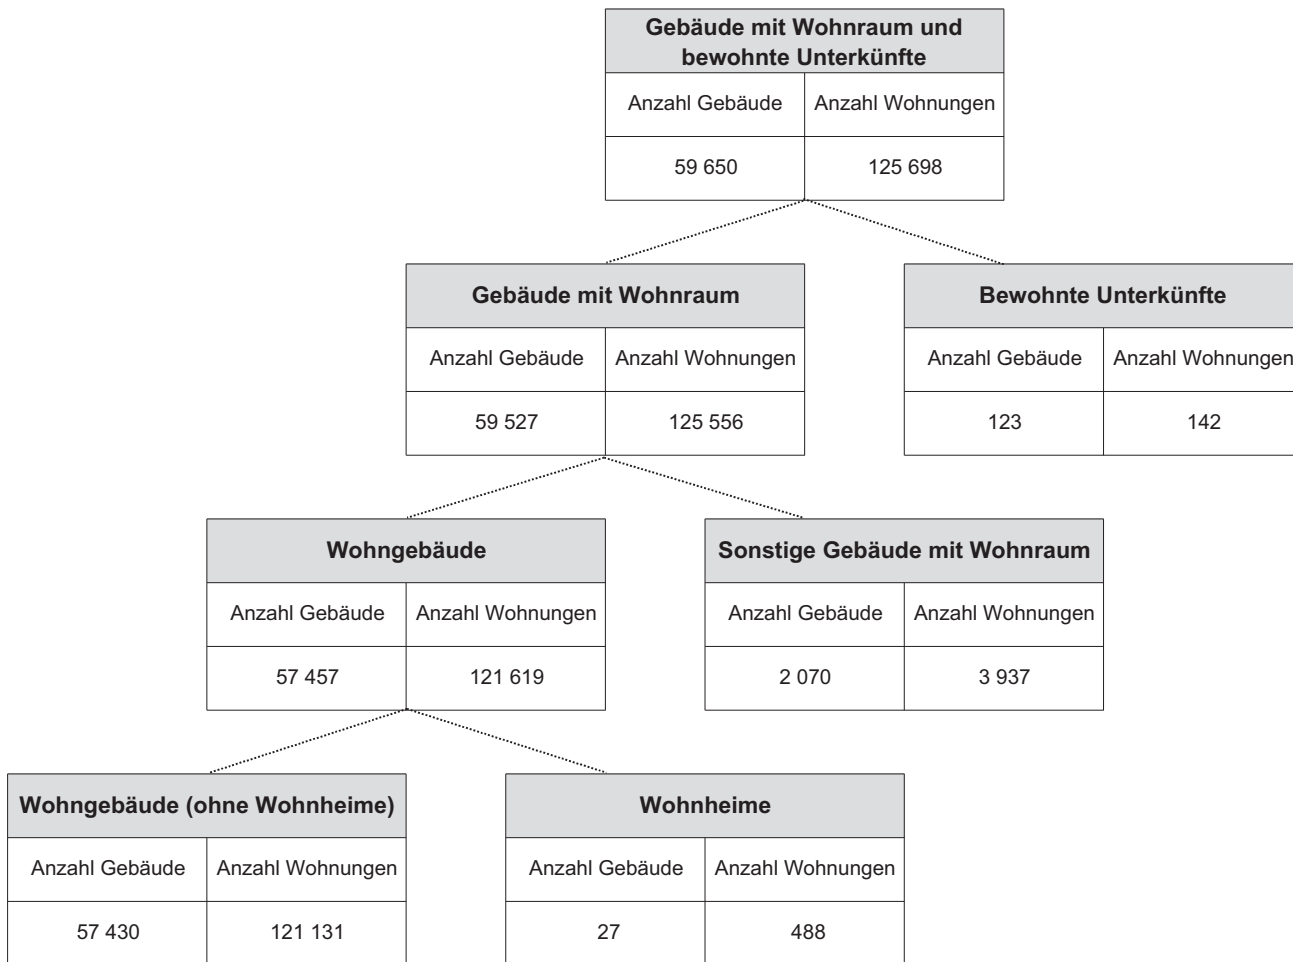 Gebäude mit Wohnraum und
bewohnte Unterkünfte
Anzahl Gebäude Anzahl Wohnungen
59 650 125 698
Gebäude mit Wohnraum
Anzahl Gebäude Anzahl Wohnungen
59 527 125 556
Bewohnte Unterkünfte
Anzahl Gebäude Anzahl Wohnungen
123 142
Wohngebäude
Anzahl Gebäude Anzahl Wohnungen
57 457 121 619
Sonstige Gebäude mit Wohnraum
Anzahl Gebäude Anzahl Wohnungen
2 070 3 937
Wohngebäude (ohne Wohnheime)
Anzahl Gebäude Anzahl Wohnungen
57 430 121 131
Wohnheime
Anzahl Gebäude Anzahl Wohnungen
27 488